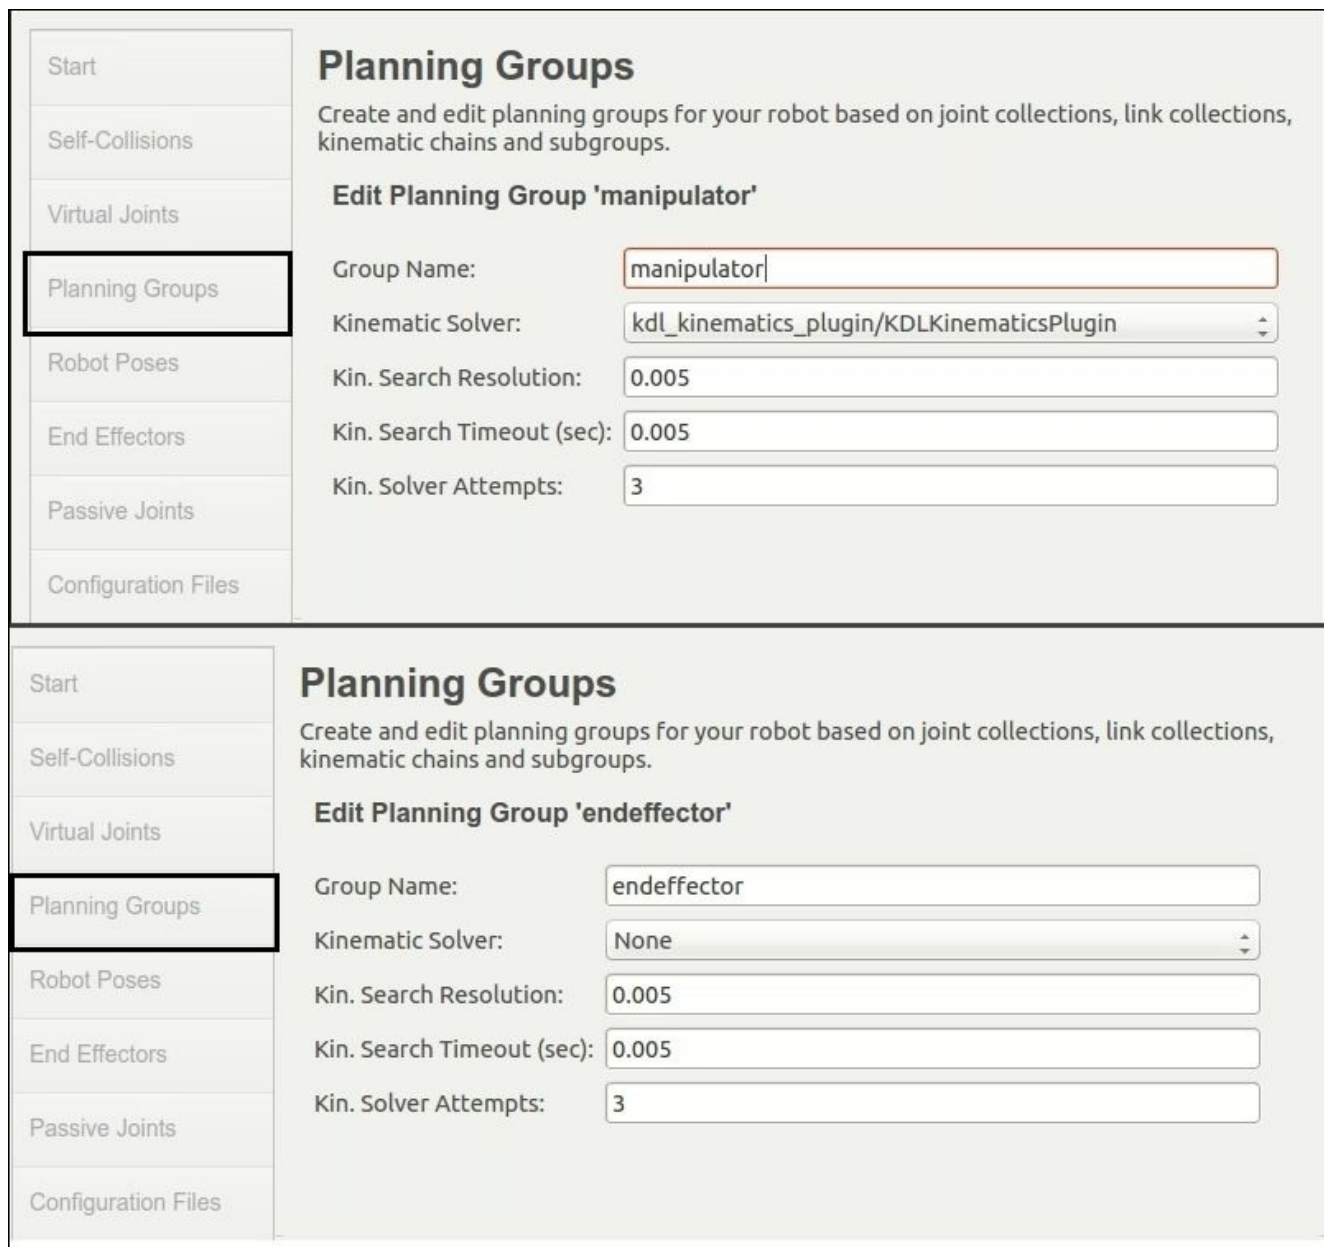 Start
Self-Collisions
Virtual Joints
Planning Groups
Robot Poses
End Effectors
Passive Joints
Configuration Files
Planning Groups
Create and edit planning groups for your robot based on joint collections, link collections,
kinematic chains and subgroups.
Edit Planning Group 'manipulator'
Group Name: manipulator
Kinematic Solver: kdl_kinematics_plugin/KDLKinematicsPlugin
Kin. Search Resolution: 0.005
Kin. Search Timeout (sec): 0.005
Kin. Solver Attempts: 3
Start
Self-Collisions
Virtual Joints
Planning Groups
Robot Poses
End Effectors
Passive Joints
Configuration Files
Planning Groups
Create and edit planning groups for your robot based on joint collections, link collections,
kinematic chains and subgroups.
Edit Planning Group 'endeffector'
Group Name: endeffector
Kinematic Solver: None
Kin. Search Resolution: 0.005
Kin. Search Timeout (sec): 0.005
Kin. Solver Attempts: 3